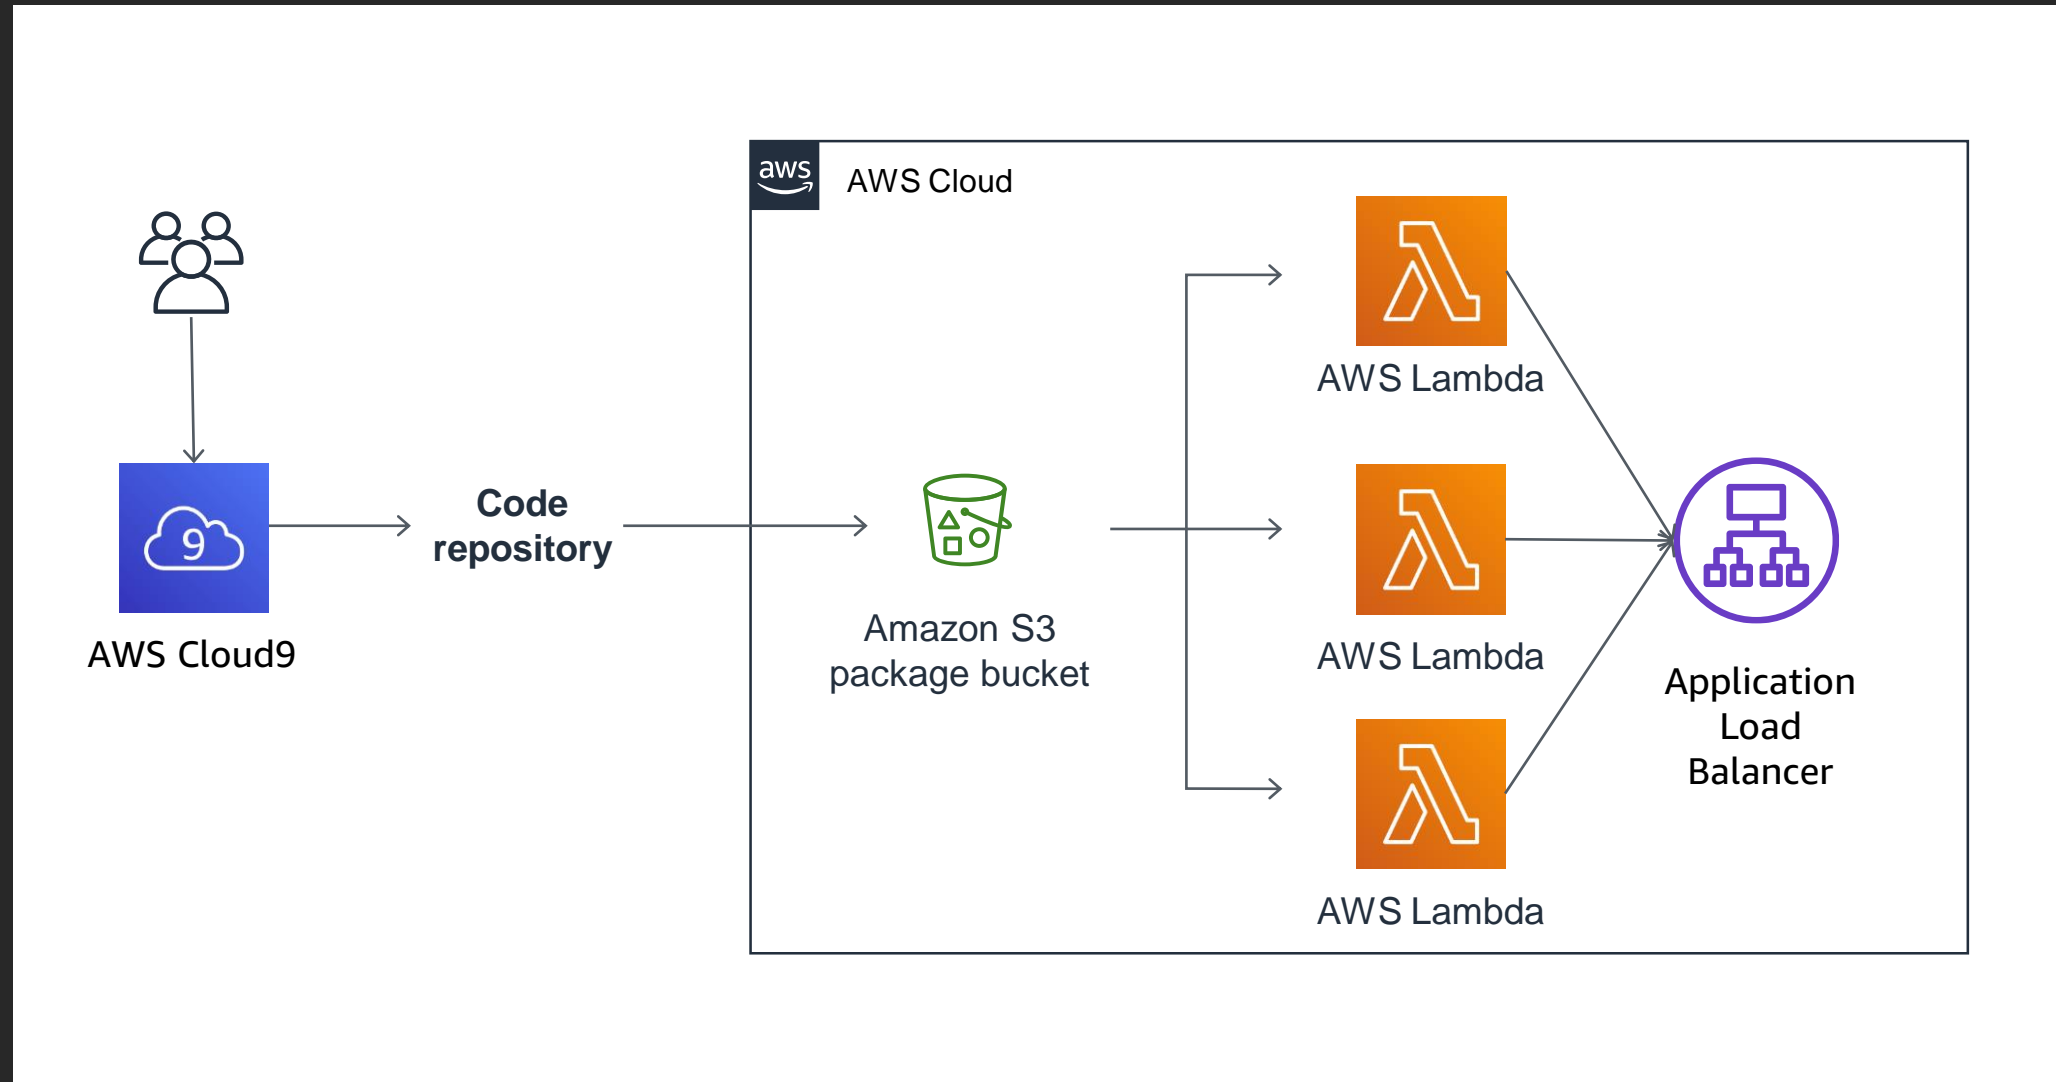 aws
AWS Cloud
AWS Lambda
9
AWS Cloud9
Code
repository
Amazon S3
package bucket
AWS Lambda
Application
Load
Balancer
AWS Lambda